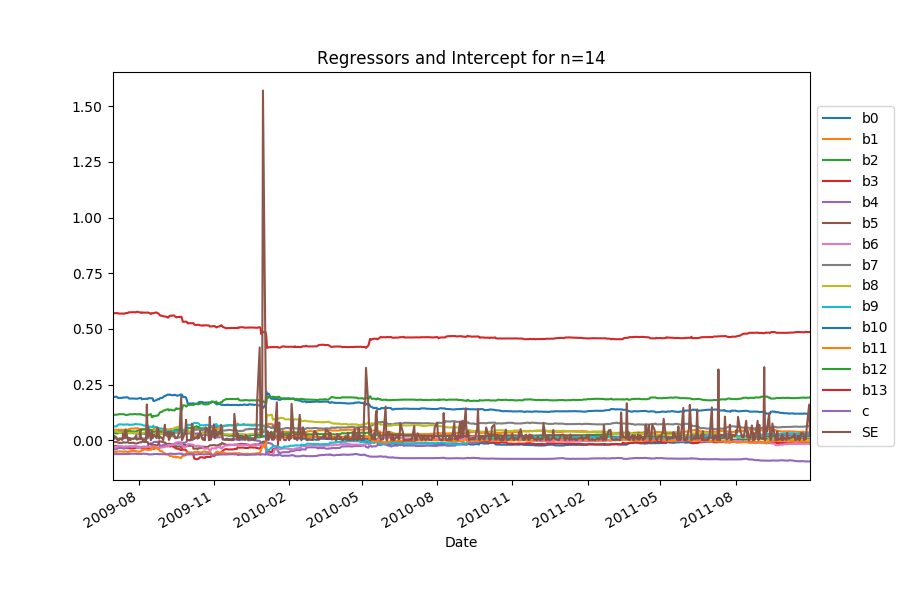 Regressors and Intercept for n=14
1.50
1.25
1.00
0.75
0.50
0.25
0.00
2009-08
2009-11
2010-02
2010-05
2010-08
2010-11
2011-02
2011-05
2011-08
Date
b0
b1
b2
b3
b4
b5
b6
b7
b8
b9
b10
b11
b12
b13
c
SE